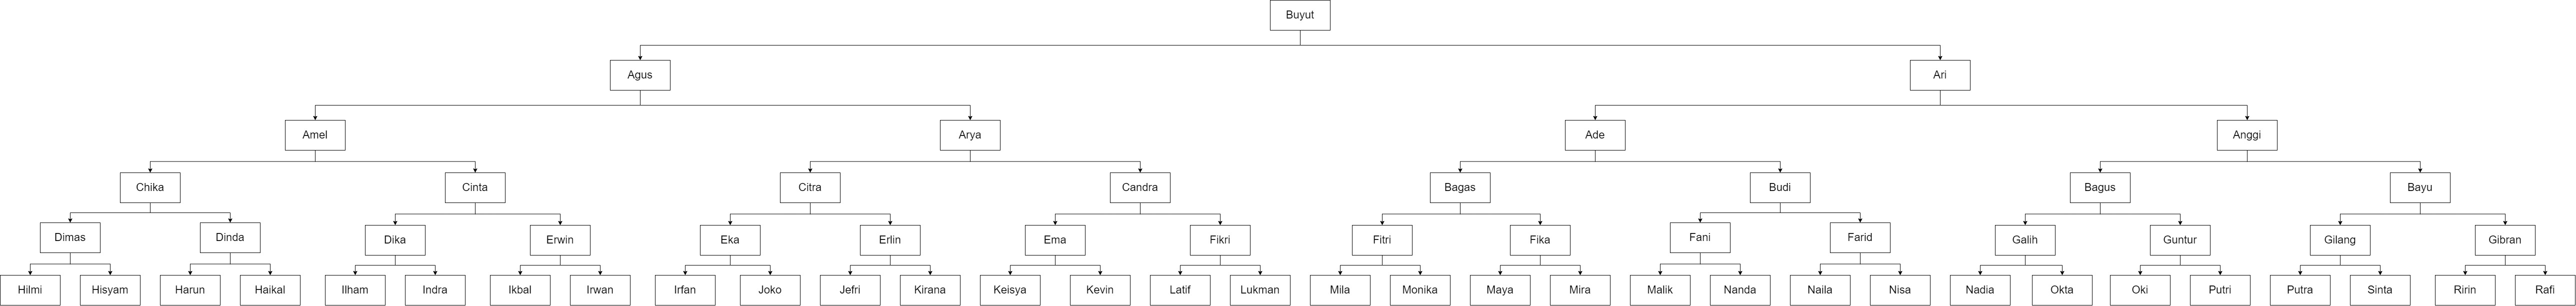 Buyut
Agus Ari
Amel Arya Ade Anggi
Chika Cinta Citra Candra Bagas Budi Bagus Bayu
Dimas Dinda Dika Erwin Eka Erlin Ema Fikri Fitri Fika Fani Farid Galih Guntur Gilang Gibran
Hilmi Hisyam Harun Haikal Ilham Indra Ikbal Irwan Irfan Joko Jefri Kirana Keisya Kevin Latif Lukman Mila Monika Maya Mira Malik Nanda Naila Nisa Nadia Okta Oki Putri Putra Sinta Ririn Rafi